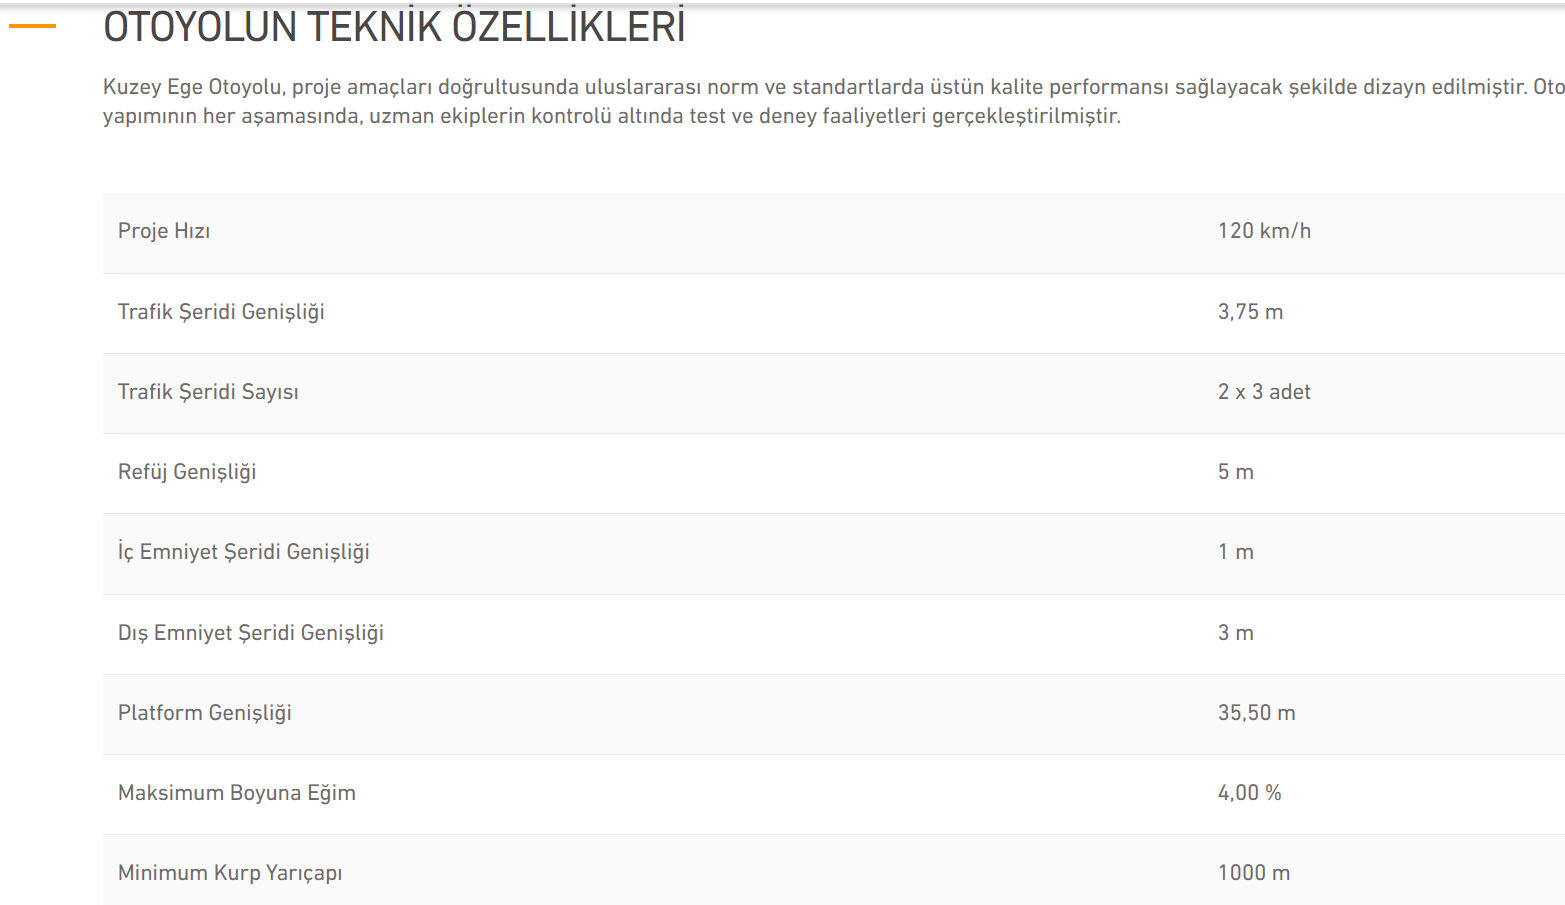 OTOYOLUN TEKNİK ÖZELLİKLERİ
Kuzey Ege Otoyolu, proje amaçları doğrultusunda uluslararası norm ve standartlarda üstün kalite performansı sağlayacak şekilde dizayn edilmiştir. Oto
yapımının her aşamasında, uzman ekiplerin kontrolü altında test ve deney faaliyetleri gerçekleştirilmiştir.
Proje Hızı 120 km/h
Trafik Şeridi Genişliği 3,75 m
Trafik Şeridi Sayısı 2 x 3 adet
Refüj Genişliği 5 m
İç Emniyet Şeridi Genişliği 1 m
Dış Emniyet Şeridi Genişliği 3 m
Platform Genişliği 35,50 m
Maksimum Boyuna Eğim 4,00 %
Minimum Kurp Yarıçapı 1000 m